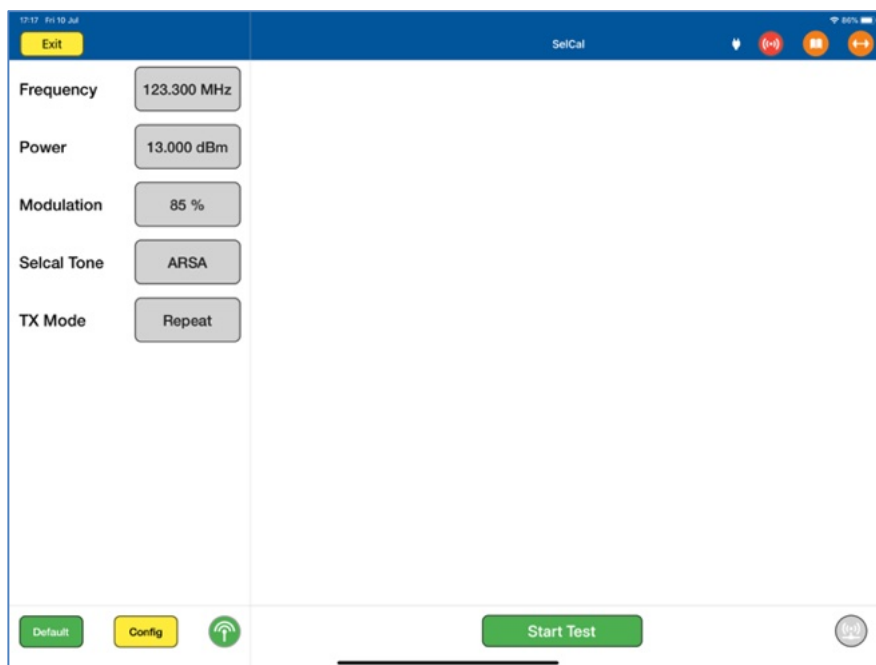 17:17 Fri 10 Jul
86%
Exit
SelCal
Frequency
123.300 MHz
Power
13.000 dBm
Modulation
85 %
Selcal Tone
ARSA
TX Mode
Repeat
Default
Config
Start Test